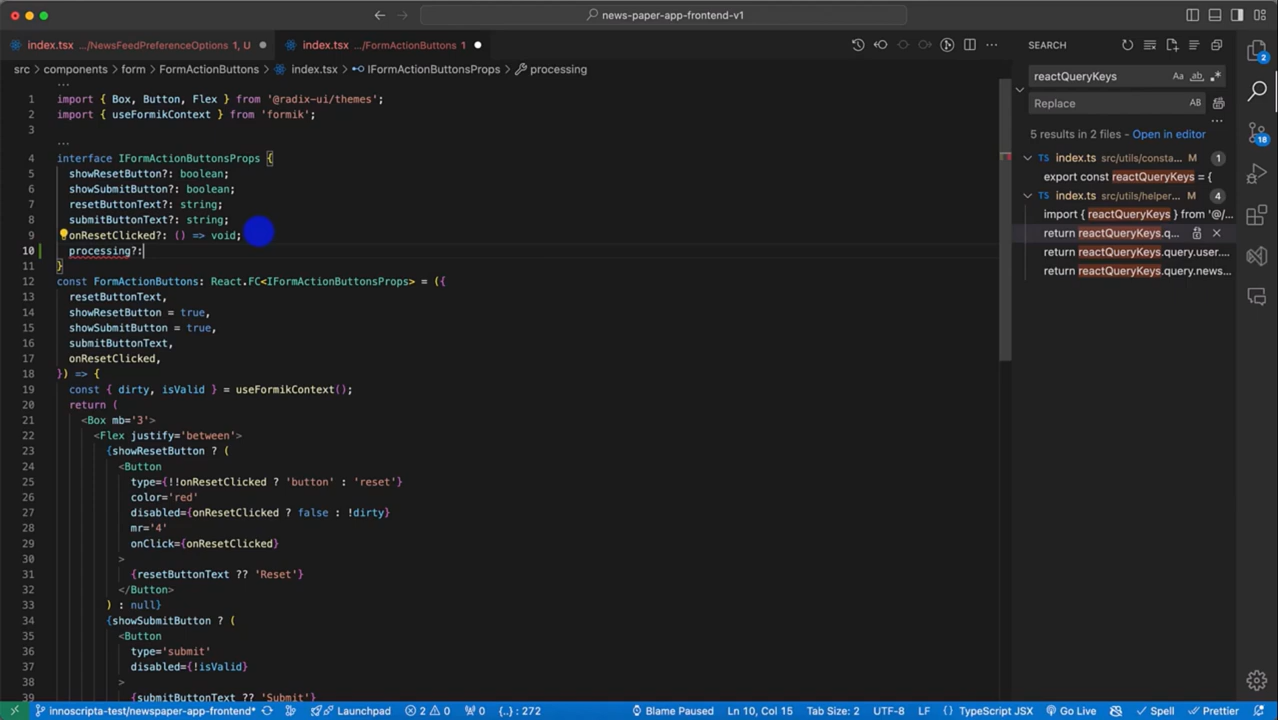 news-paper-app-frontend-v1
index.tsx .../NewsFeedPreferenceOptions 1, U
index.tsx .../FormActionButtons 1
src > components > form > FormActionButtons > index.tsx > IFormActionButtonsProps > processing
...
1 import { Box, Button, Flex } from '@radix-ui/themes';
2 import { useFormikContext } from 'formik';
3
...
4 interface IFormActionButtonsProps {
5 showResetButton?: boolean;
6 showSubmitButton?: boolean;
7 resetButtonText?: string;
8 submitButtonText?: string;
9 onResetClicked?: () => void;
10 processing?:
11 }
12 const FormActionButtons: React.FC<IFormActionButtonsProps> = ({
13 resetButtonText,
14 showResetButton = true,
15 showSubmitButton = true,
16 submitButtonText,
17 onResetClicked,
18 }) => {
19 const { dirty, isValid } = useFormikContext();
20 return (
21 <Box mb='3'>
22 <Flex justify='between'>
23 {showResetButton ? (
24 <Button
25 type={!!onResetClicked ? 'button' : 'reset'}
26 color='red'
27 disabled={onResetClicked ? false : !dirty}
28 mr='4'
29 onClick={onResetClicked}
30 >
31 {resetButtonText ?? 'Reset'}
32 </Button>
33 ) : null}
34 {showSubmitButton ? (
35 <Button
36 type='submit'
37 disabled={!isValid}
38 >
39 {submitButtonText ?? 'Submit'}
SEARCH
reactQueryKeys Aa ab
Replace AB
...
5 results in 2 files - Open in editor
TS index.ts src/utils/consta... M 1
export const reactQueryKeys = {
TS index.ts src/utils/helper... M 4
import { reactQueryKeys } from '@/...
return reactQueryKeys.q...
return reactQueryKeys.query.user....
return reactQueryKeys.query.news...
2
18
innoscripta-test/newspaper-app-frontend* Launchpad 2 0 0 {..} : 272 Blame Paused Ln 10, Col 15 Tab Size: 2 UTF-8 LF {} TypeScript JSX Go Live Spell Prettier